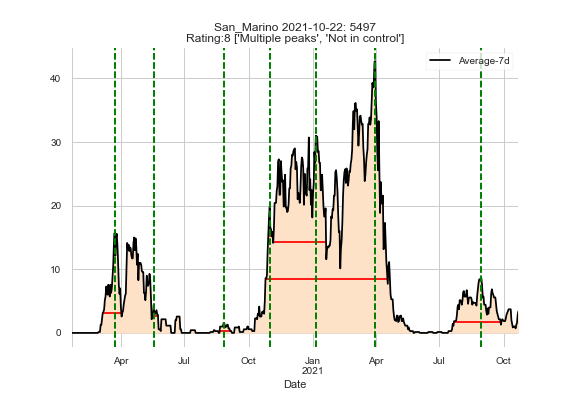 San_Marino 2021-10-22: 5497
Rating:8 ['Multiple peaks', 'Not in control']
Average-7d
40
30
20
10
0
Apr Jul Oct Jan Apr Jul Oct
2021
Date